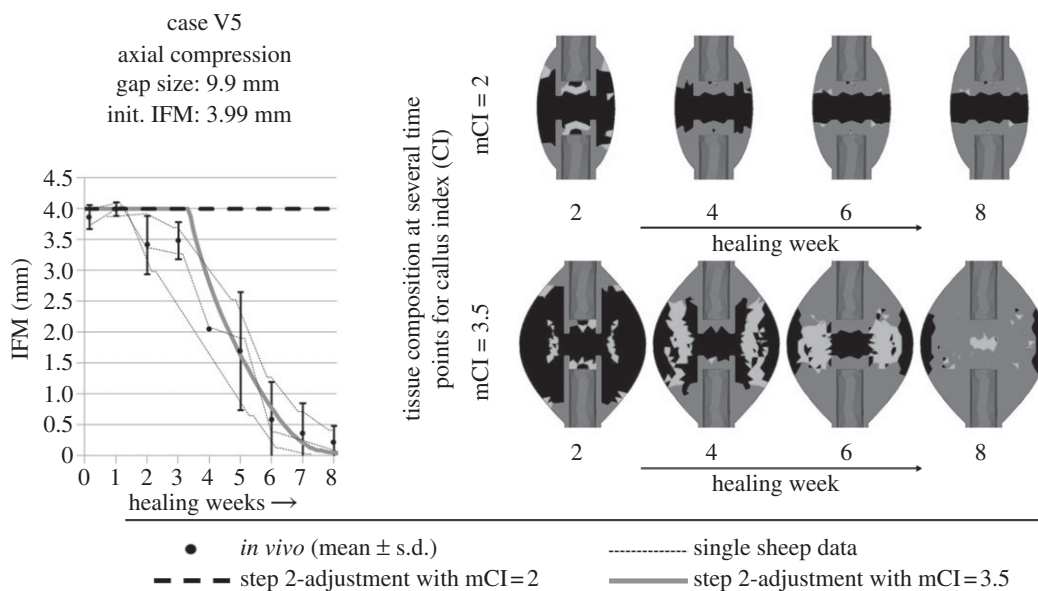 case V5
axial compression
gap size: 9.9 mm
init. IFM: 3.99 mm
IFM (mm)
4.5
4.0
3.5
3.0
2.5
2.0
1.5
1.0
0.5
0
0 1 2 3 4 5 6 7 8
healing weeks →
tissue composition at several time
points for callus index (CI)
mCI = 2
2 4 6 8
healing week
mCI = 3.5
2 4 6 8
healing week
in vivo (mean ± s.d.)
single sheep data
step 2-adjustment with mCI = 2
step 2-adjustment with mCI = 3.5